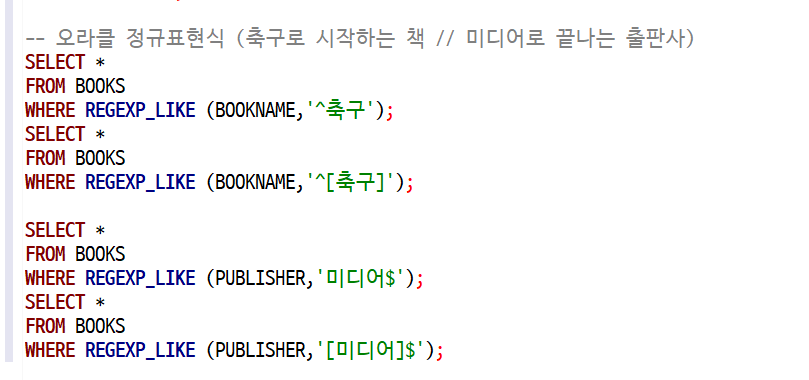 -- 오라클 정규표현식 (축구로 시작하는 책 // 미디어로 끝나는 출판사)
SELECT *
FROM BOOKS
WHERE REGEXP_LIKE (BOOKNAME,'^축구');
SELECT *
FROM BOOKS
WHERE REGEXP_LIKE (BOOKNAME,'^[축구]');
SELECT *
FROM BOOKS
WHERE REGEXP_LIKE (PUBLISHER,'미디어$');
SELECT *
FROM BOOKS
WHERE REGEXP_LIKE (PUBLISHER,'[미디어]$');